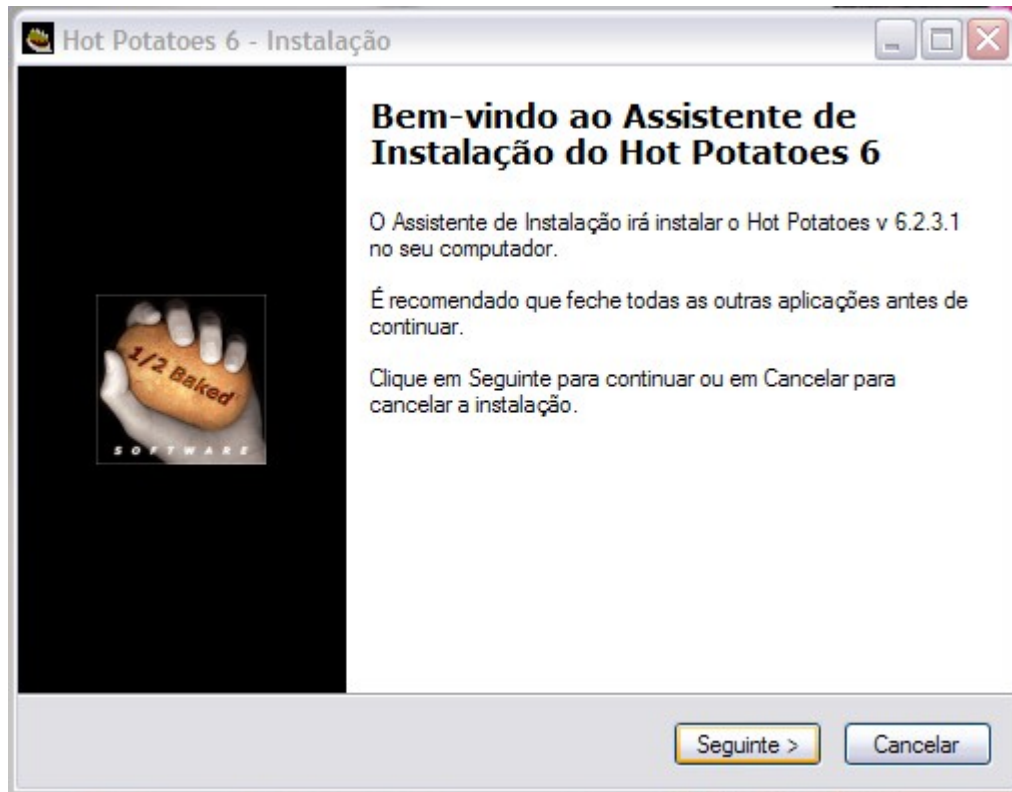 Hot Potatoes 6 - Instalação
Bem-vindo ao Assistente de
Instalação do Hot Potatoes 6
O Assistente de Instalação irá instalar o Hot Potatoes v 6.2.3.1
no seu computador.
É recomendado que feche todas as outras aplicações antes de
continuar.
Clique em Seguinte para continuar ou em Cancelar para
cancelar a instalação.
1/2 Baked
SOFTWARE
Seguinte >
Cancelar